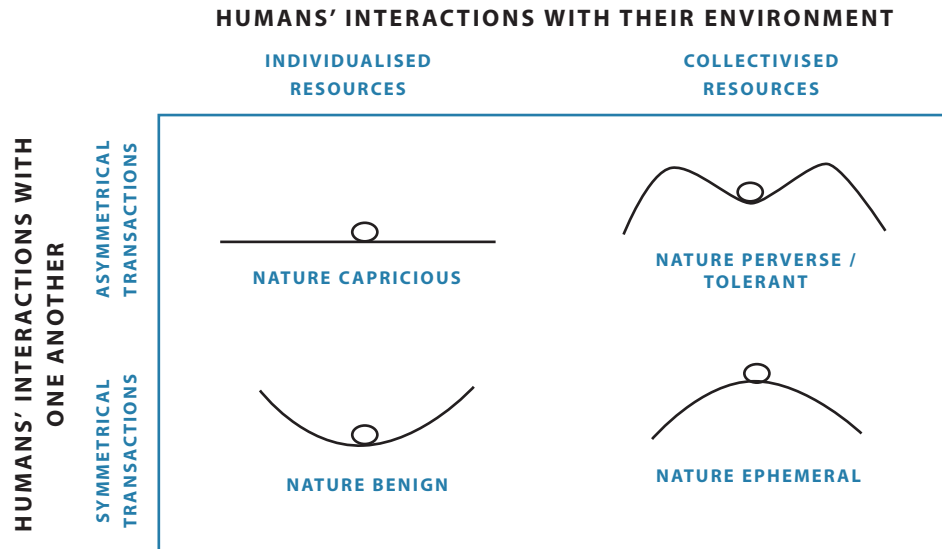 HUMANS’ INTERACTIONS WITH THEIR ENVIRONMENT
INDIVIDUALISED
RESOURCES
COLLECTIVISED
RESOURCES
HUMANS’ INTERACTIONS WITH
ONE ANOTHER
ASYMMETRICAL
TRANSACTIONS
NATURE CAPRICIOUS
NATURE PERVERSE /
TOLERANT
SYMMETRICAL
TRANSACTIONS
NATURE BENIGN
NATURE EPHEMERAL